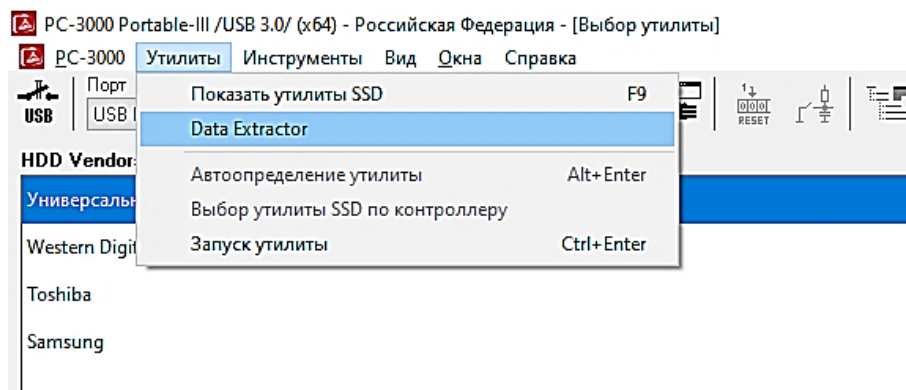 PC-3000 Portable-III /USB 3.0/ (x64) - Российская Федерация - [Выбор утилиты]
PC-3000 Утилиты Инструменты Вид Окна Справка
USB
Порт
USB
Показать утилиты SSD F9
Data Extractor
Автоопределение утилиты Alt+Enter
Выбор утилиты SSD по контроллеру
Запуск утилиты Ctrl+Enter
RESET
HDD Vendor
Универсальн
Western Digit
Toshiba
Samsung